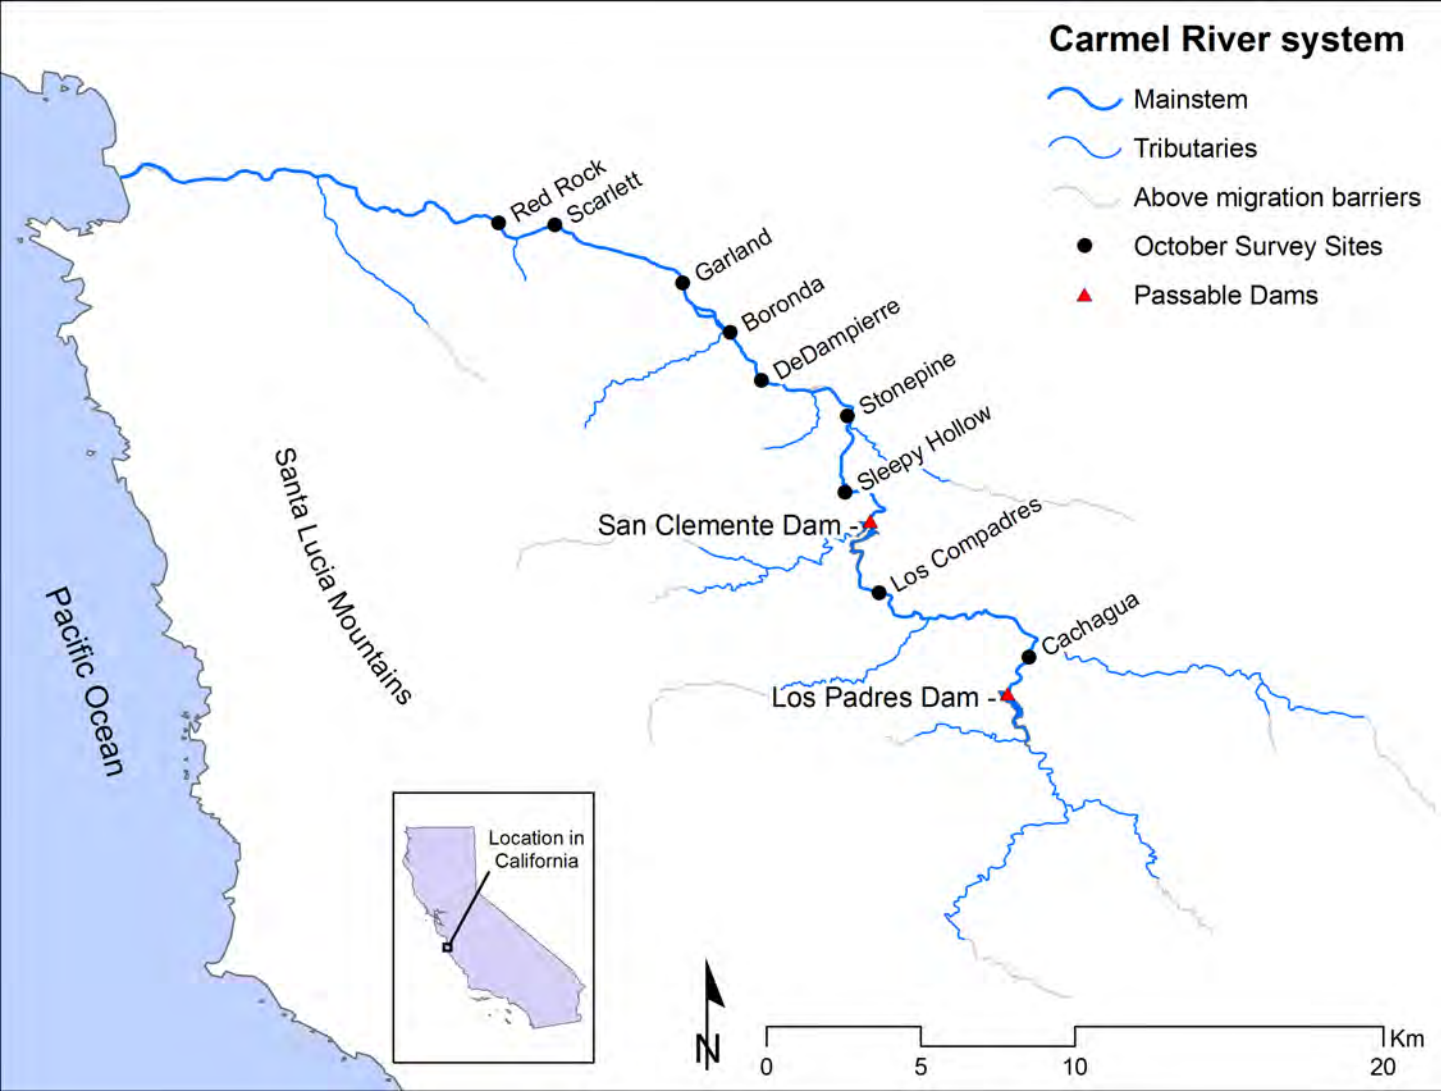 Carmel River system
Mainstem
Tributaries
Above migration barriers
October Survey Sites
Passable Dams
Red Rock
Scarlett
Garland
Boronda
DeDampierre
Stonepine
Sleepy Hollow
San Clemente Dam -
Los Compadres
Cachagua
Los Padres Dam -
Santa Lucia Mountains
Pacific Ocean
Location in
California
N
0 5 10 20 Km